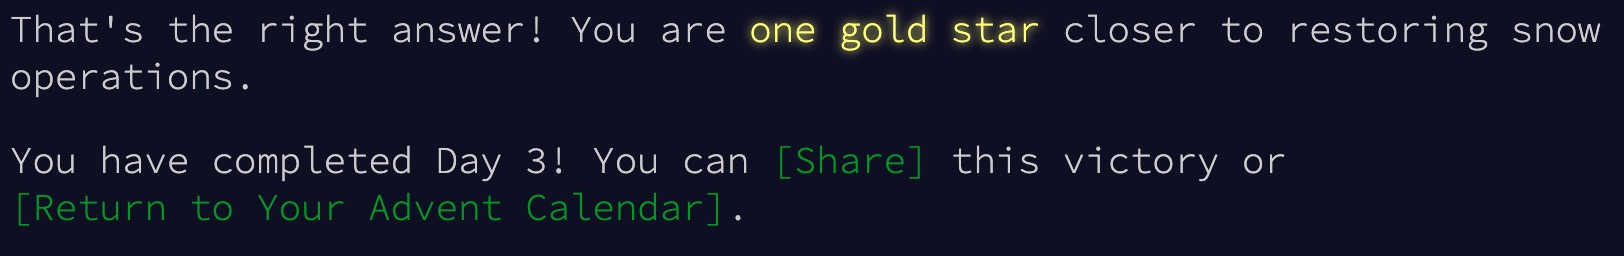 That's the right answer! You are one gold star closer to restoring snow
operations.
You have completed Day 3! You can [Share] this victory or
[Return to Your Advent Calendar].